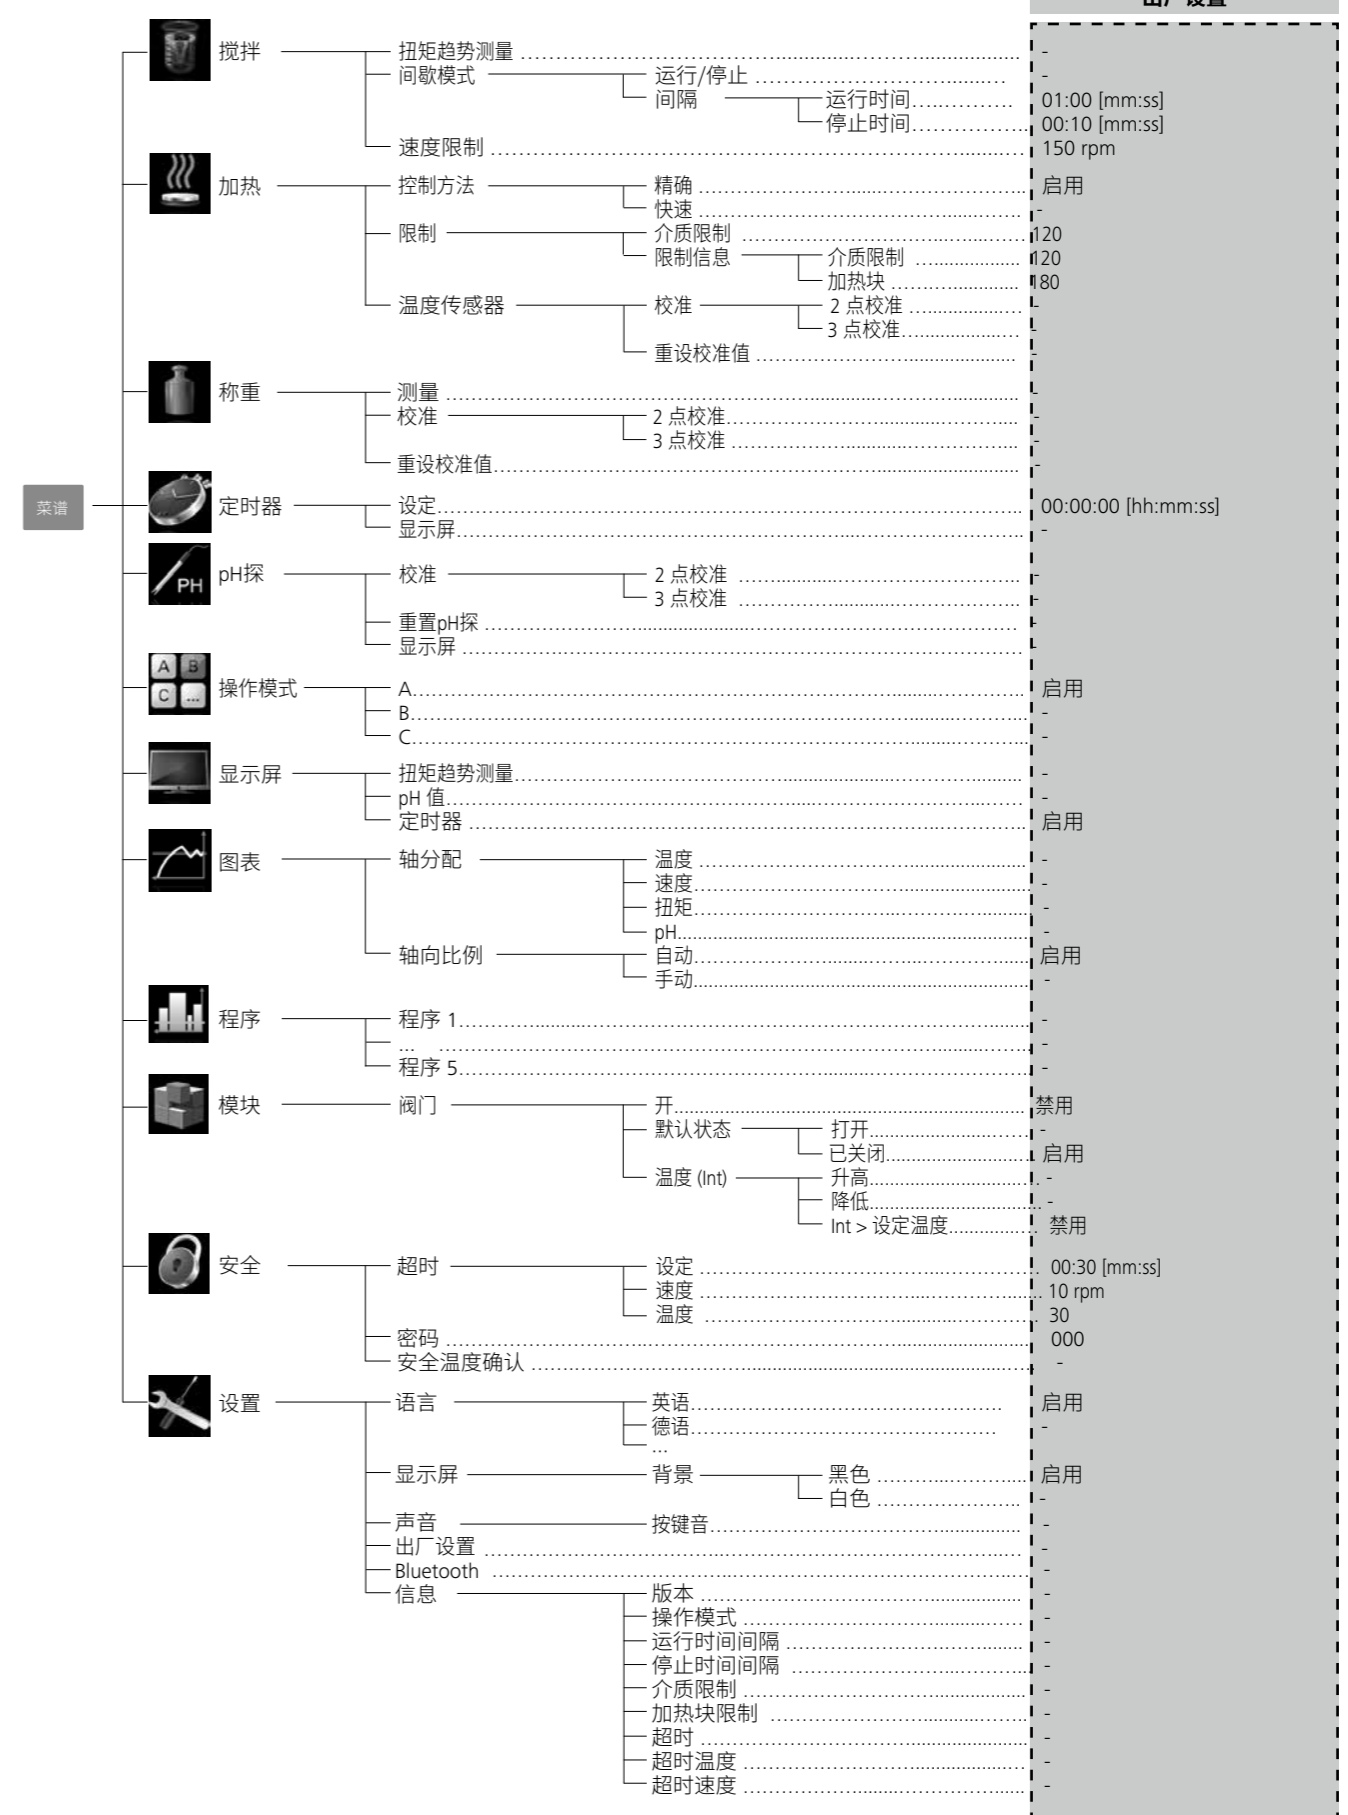 出厂设置
搅拌 扭矩趋势测量 -
间歇模式 运行/停止 -
间隔 运行时间 01:00 [mm:ss]
停止时间 00:10 [mm:ss]
速度限制 150 rpm
加热 控制方法 精确 启用
快速 -
限制 介质限制 120
限制信息 介质限制 120
加热块 180
温度传感器 校准 2 点校准 -
3 点校准 -
重设校准值 -
称重 测量 -
校准 2 点校准 -
3 点校准 -
重设校准值 -
菜谱 定时器 设定 00:00:00 [hh:mm:ss]
显示屏 -
PH pH探 校准 2 点校准 -
3 点校准 -
重置pH探 -
显示屏 -
A B
C ... 操作模式 A 启用
B -
C -
显示屏 扭矩趋势测量 -
pH 值 -
定时器 启用
图表 轴分配 温度 -
速度 -
扭矩 -
pH -
轴向比例 自动 启用
手动 -
程序 程序 1 -
... -
程序 5 -
模块 阀门 开 禁用
默认状态 打开 -
已关闭 启用
温度 (Int) 升高 -
降低 -
Int > 设定温度 禁用
安全 超时 设定 00:30 [mm:ss]
速度 10 rpm
温度 30
密码 000
安全温度确认 -
设置 语言 英语 启用
德语 -
...
显示屏 背景 黑色 启用
白色 -
声音 按键音 -
出厂设置 -
Bluetooth -
信息 版本 -
操作模式 -
运行时间间隔 -
停止时间间隔 -
介质限制 -
加热块限制 -
超时 -
超时温度 -
超时速度 -